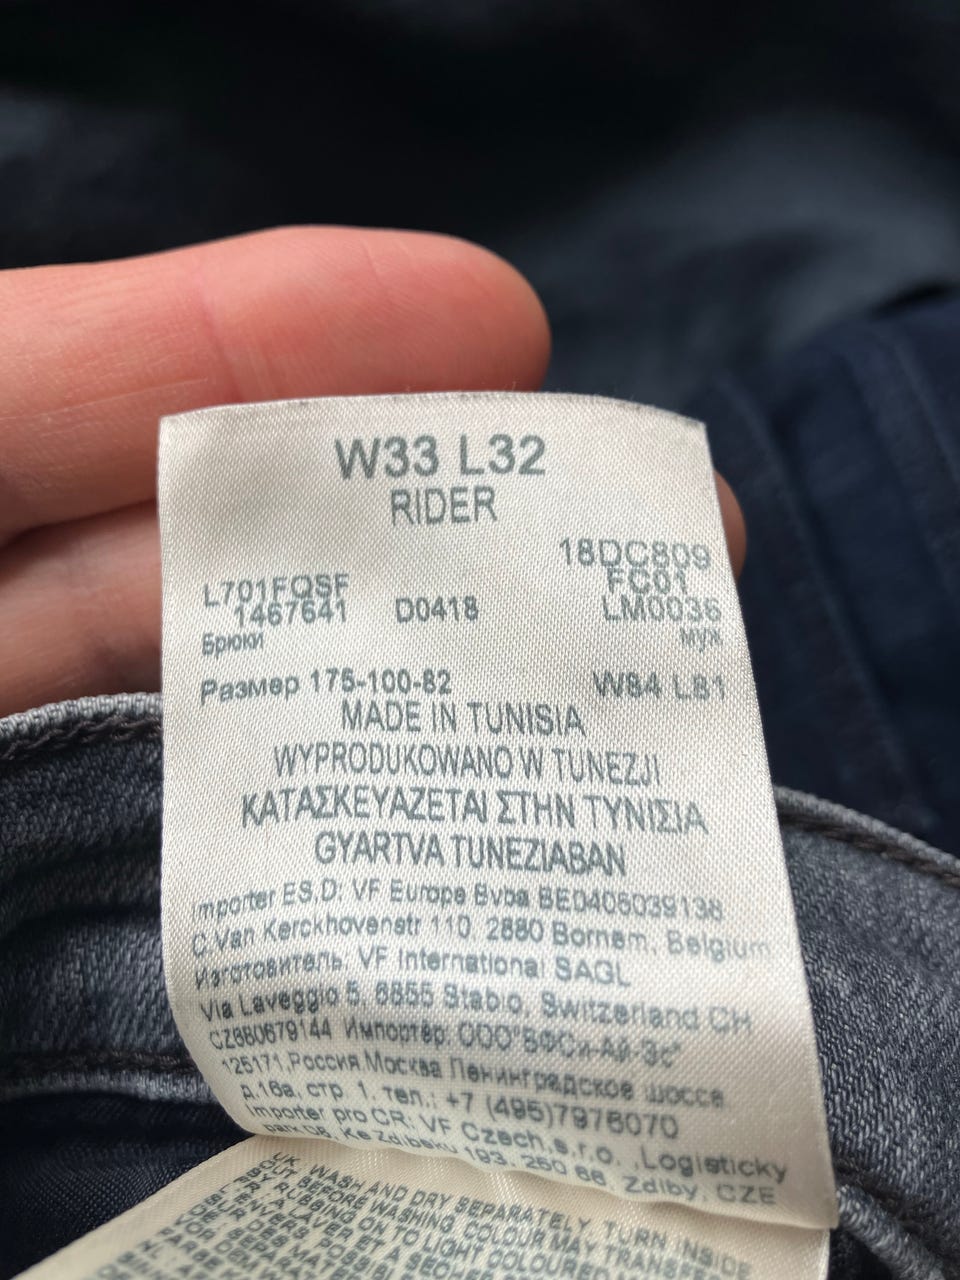 W33 L32
RIDER
18DC809
L701FQSF FC01
1467641 D0418 LM0036
Брюки муж
Размер 175-100-82 W84 L81
MADE IN TUNISIA
WYPRODUKOWANO W TUNEZJI
ΚΑΤΑΣΚΕΥΑΖΕΤΑΙ ΣΤΗΝ ΤΥΝΙΣΙΑ
GYARTVA TUNEZIABAN
Importer ES,D: VF Europe Bvba BE0405039138
C.Van Kerckhovenstr 110, 2880 Bornem, Belgium
Изготовитель: VF International SAGL
Via Laveggio 5, 6855 Stabio, Switzerland CH
CZ680679144 Импортёр: ООО"ВФСи-Ай-Эс"
125171,Россия,Москва Ленинградское шоссе
д.16а, стр. 1, тел.: +7 (495)7976070
Importer pro CR: VF Czech,s.r.o. ,Logisticky
park D8, Ke Zdibsku 193, 250 66, Zdiby, CZE
UK WASH AND DRY SEPARATELY, TURN INSIDE
OUT BEFORE WASHING. COLOUR MAY TRANSFER
BY RUBBING ON TO LIGHT COLOURED